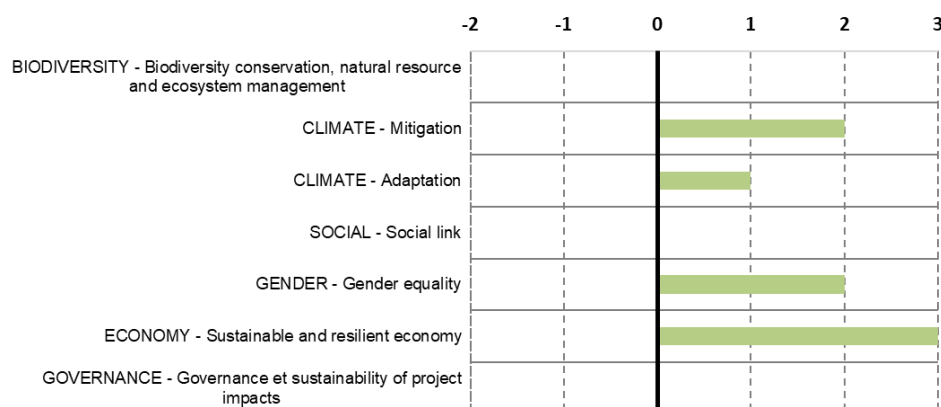 -2 -1 0 1 2 3
BIODIVERSITY - Biodiversity conservation, natural resource
and ecosystem management
CLIMATE - Mitigation
CLIMATE - Adaptation
SOCIAL - Social link
GENDER - Gender equality
ECONOMY - Sustainable and resilient economy
GOVERNANCE - Governance et sustainability of project
impacts